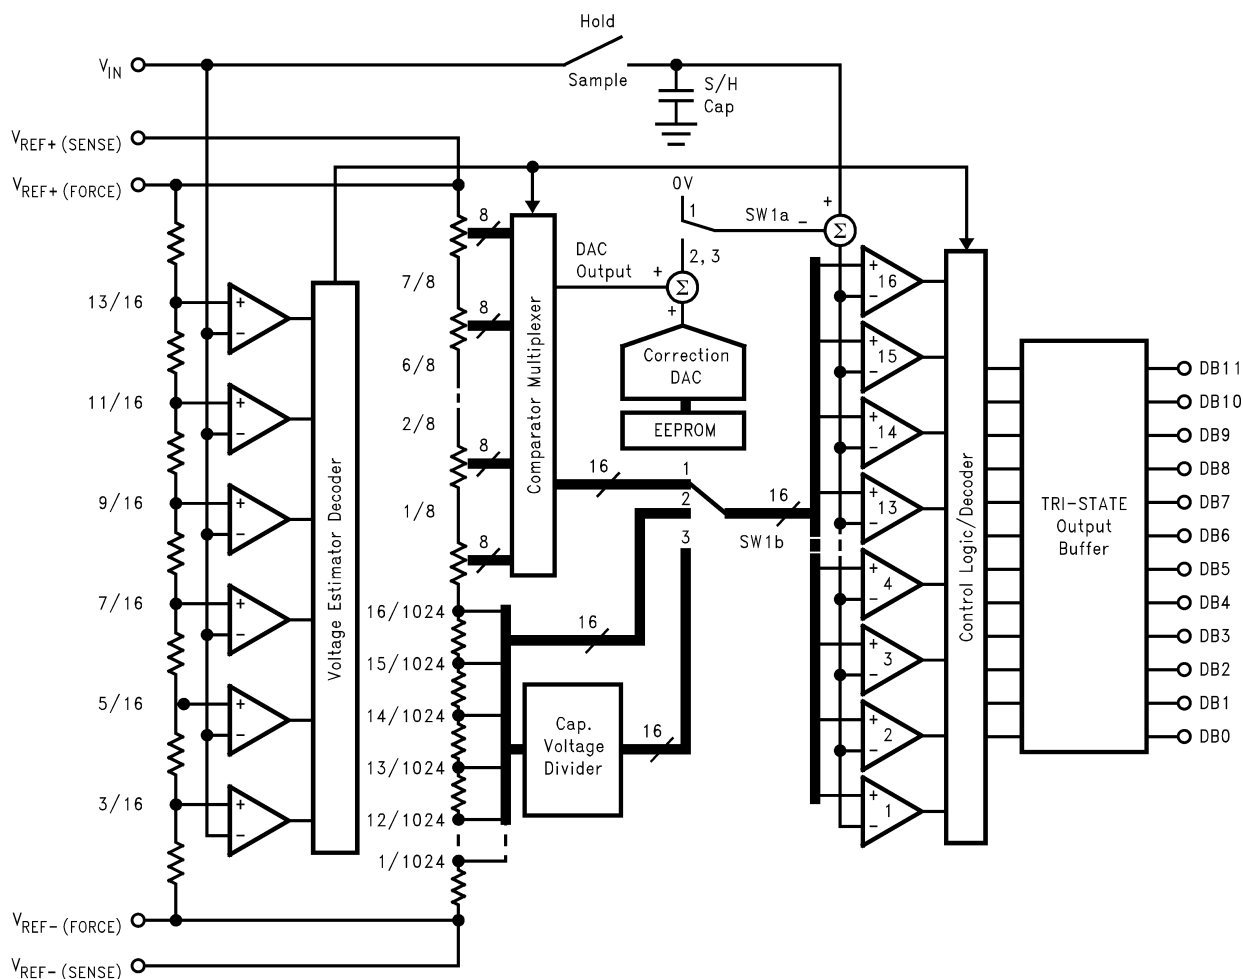 Hold
VIN
Sample
S/H
Cap
VREF+ (SENSE)
VREF+ (FORCE)
0V
1
SW1a
+
−
Σ
8
DAC
Output
2, 3
+
Σ
+
7/8
13/16
+
−
8
Correction
DAC
6/8
11/16
+
−
2/8
EEPROM
8
Comparator Multiplexer
16
1
2
3
16
SW1b
9/16
+
−
1/8
8
Voltage Estimator Decoder
7/16
+
−
16/1024
16
15/1024
5/16
+
−
14/1024
Cap.
Voltage
Divider
16
13/1024
3/16
+
−
12/1024
1/1024
+
16
−
+
15
−
+
14
−
+
13
−
+
4
−
+
3
−
+
2
−
+
1
−
Control Logic/Decoder
TRI-STATE
Output
Buffer
DB11
DB10
DB9
DB8
DB7
DB6
DB5
DB4
DB3
DB2
DB1
DB0
VREF− (FORCE)
VREF− (SENSE)